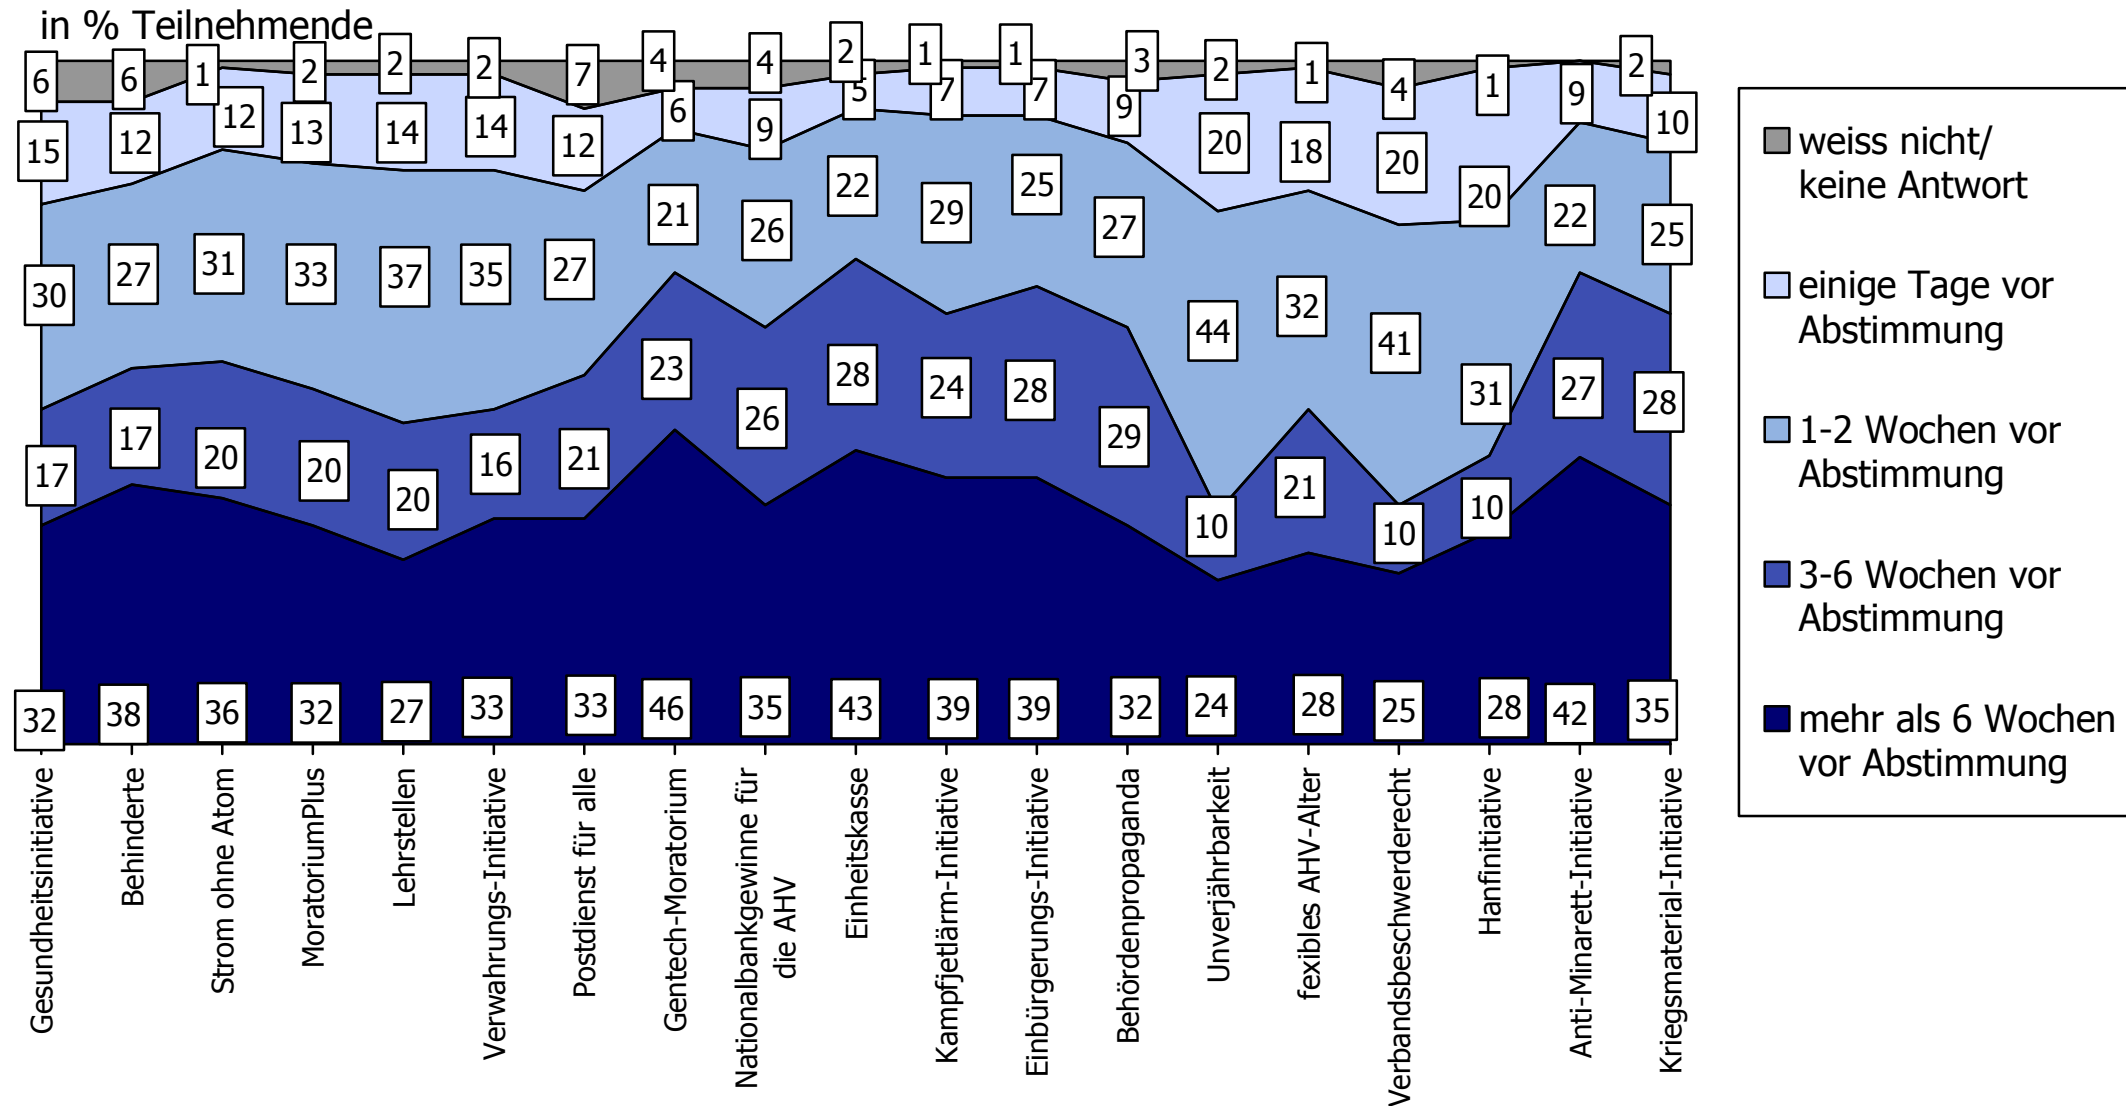 in % Teilnehmende
6 6 1 2 2 2 7 4 4 2 1 1 3 2 1 4 1 2
15 12 12 13 14 14 12 6 9 5 7 7 9 20 18 20 20 9 10
30 27 31 33 37 35 27 21 26 22 29 25 27 44 32 41 31 22 25
17 17 20 20 20 16 21 23 26 28 24 28 29 10 21 10 10 27 28
32 38 36 32 27 33 33 46 35 43 39 39 32 24 28 25 28 42 35
Gesundheitsinitiative
Behinderte
Strom ohne Atom
MoratoriumPlus
Lehrstellen
Verwahrungs-Initiative
Postdienst für alle
Gentech-Moratorium
Nationalbankgewinne für
die AHV
Einheitskasse
Kampfjetlärm-Initiative
Einbürgerungs-Initiative
Behördenpropaganda
Unverjährbarkeit
fexibles AHV-Alter
Verbandsbeschwerderecht
Hanfinitiative
Anti-Minarett-Initiative
Kriegsmaterial-Initiative
weiss nicht/
keine Antwort
einige Tage vor
Abstimmung
1-2 Wochen vor
Abstimmung
3-6 Wochen vor
Abstimmung
mehr als 6 Wochen
vor Abstimmung